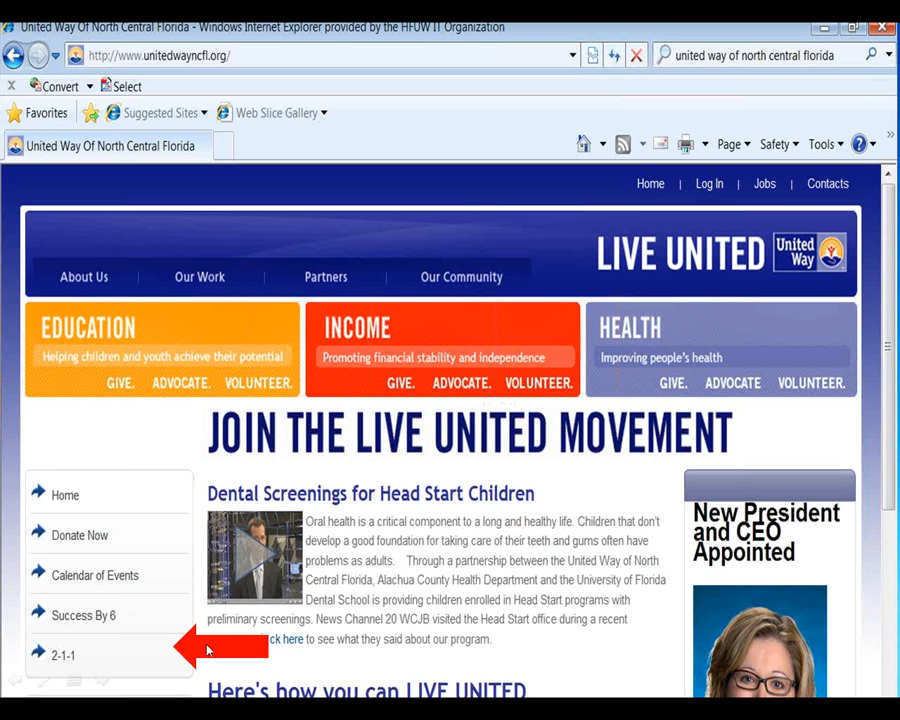 United Way Of North Central Florida - Windows Internet Explorer provided by the HFUW IT Organization
http://www.unitedwayncfl.org/
united way of north central florida
x Convert Select
Favorites Suggested Sites Web Slice Gallery
United Way Of North Central Florida
Page Safety Tools
Home | Log In | Jobs | Contacts
LIVE UNITED
United
Way
About Us Our Work Partners Our Community
EDUCATION
Helping children and youth achieve their potential
GIVE. ADVOCATE. VOLUNTEER.
INCOME
Promoting financial stability and independence
GIVE. ADVOCATE. VOLUNTEER.
HEALTH
Improving people's health
GIVE. ADVOCATE VOLUNTEER.
JOIN THE LIVE UNITED MOVEMENT
Home
Donate Now
Calendar of Events
Success By 6
2-1-1
Dental Screenings for Head Start Children
Oral health is a critical component to a long and healthy life. Children that don't
develop a good foundation for taking care of their teeth and gums often have
problems as adults. Through a partnership between the United Way of North
Central Florida, Alachua County Health Department and the University of Florida
Dental School is providing children enrolled in Head Start programs with
preliminary screenings. News Channel 20 WCJB visited the Head Start office during a recent
ck here to see what they said about our program.
Here's how you can LIVE UNITED
New President
and CEO
Appointed